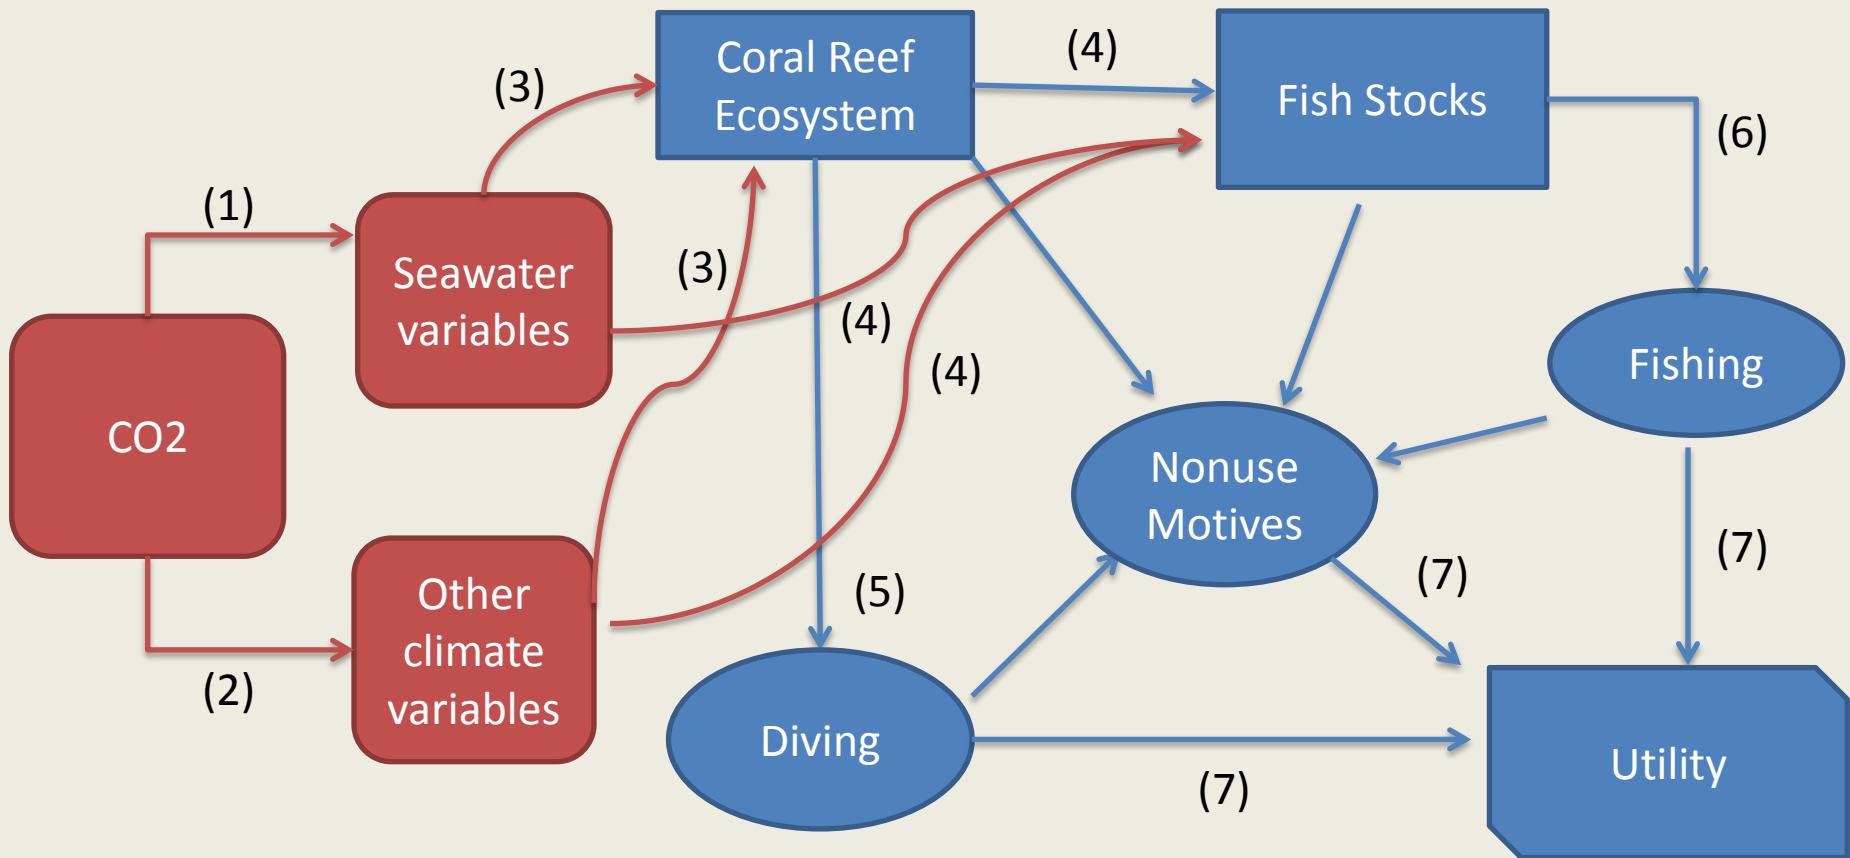 Coral Reef
Ecosystem
(4)
Fish Stocks
(3)
(6)
(1)
Seawater
variables
(3)
(4)
(4)
Fishing
CO2
Nonuse
Motives
(7)
(7)
(5)
Other
climate
variables
(2)
Diving
(7)
Utility